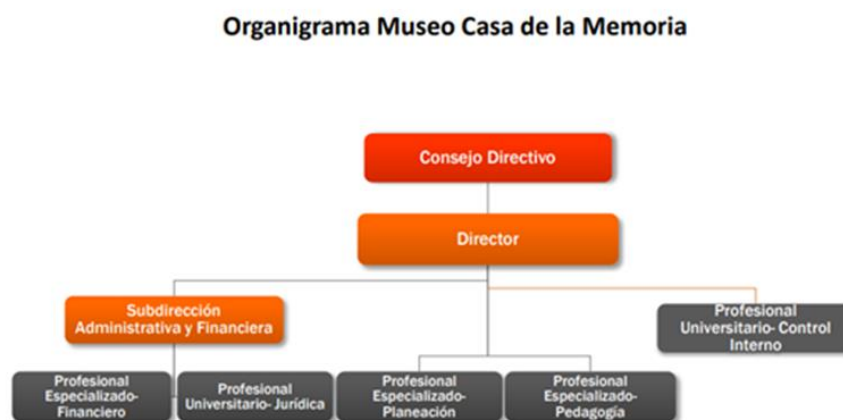 Organigrama Museo Casa de la Memoria
Consejo Directivo
Director
Subdirección
Administrativa y Financiera
Profesional
Universitario- Control
Interno
Profesional
Especializado-
Financiero
Profesional
Universitario- Jurídica
Profesional
Especializado-
Planeación
Profesional
Especializado-
Pedagogía